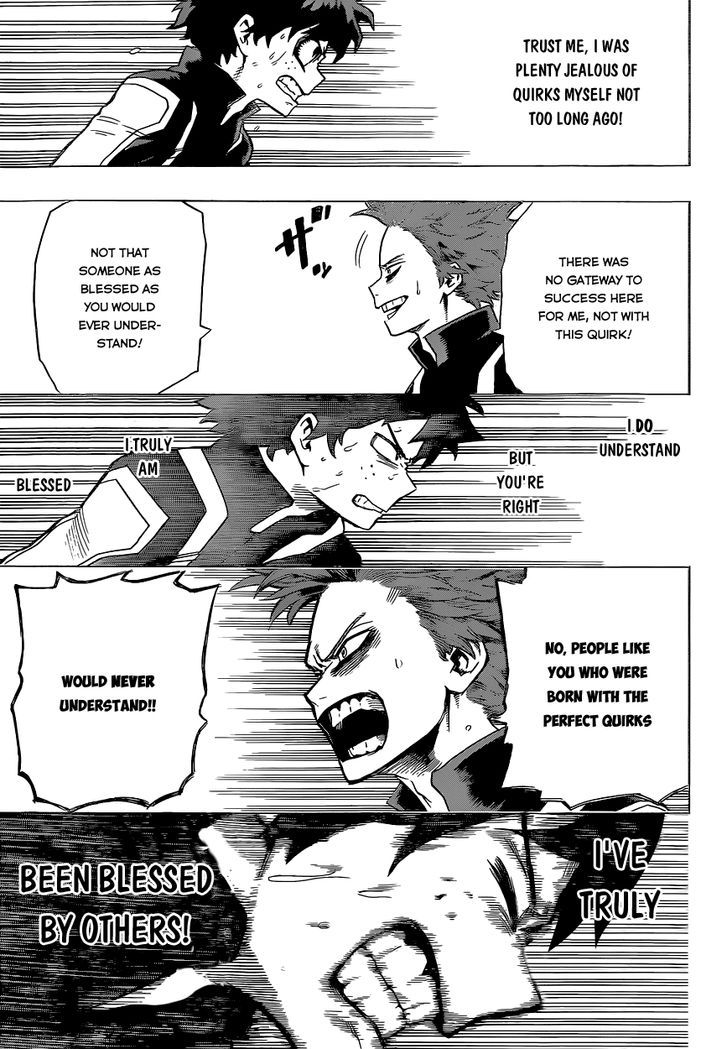 TRUST ME, I WAS
PLENTY JEALOUS OF
QUIRKS MYSELF NOT
TOO LONG AGO!
THERE WAS
NO GATEWAY TO
SUCCESS HERE
FOR ME, NOT WITH
THIS QUIRK!
ザッ
NOT THAT
SOMEONE AS
BLESSED AS
YOU WOULD
EVER UNDER-
STAND!
I DO
UNDERSTAND
BUT
YOU'RE
RIGHT
I TRULY
AM
BLESSED
NO, PEOPLE LIKE
YOU WHO WERE
BORN WITH THE
PERFECT QUIRKS
WOULD NEVER
UNDERSTAND!!
I'VE
TRULY
BEEN BLESSED
BY OTHERS!